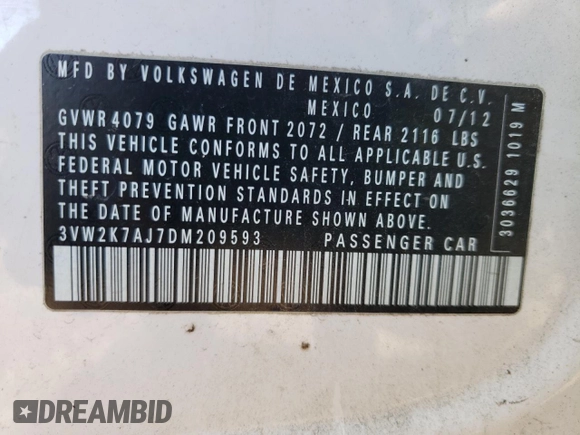 MFD BY VOLKSWAGEN DE MEXICO S.A. DE C.V.
MEXICO 07/12
GVWR 4079 GAWR FRONT 2072 / REAR 2116 LBS
THIS VEHICLE CONFORMS TO ALL APPLICABLE U.S.
FEDERAL MOTOR VEHICLE SAFETY, BUMPER AND
THEFT PREVENTION STANDARDS IN EFFECT ON
THE DATE OF MANUFACTURE SHOWN ABOVE.
3VW2K7AJ7DM209593 PASSENGER CAR
3036629 1019 M
DREAMBID